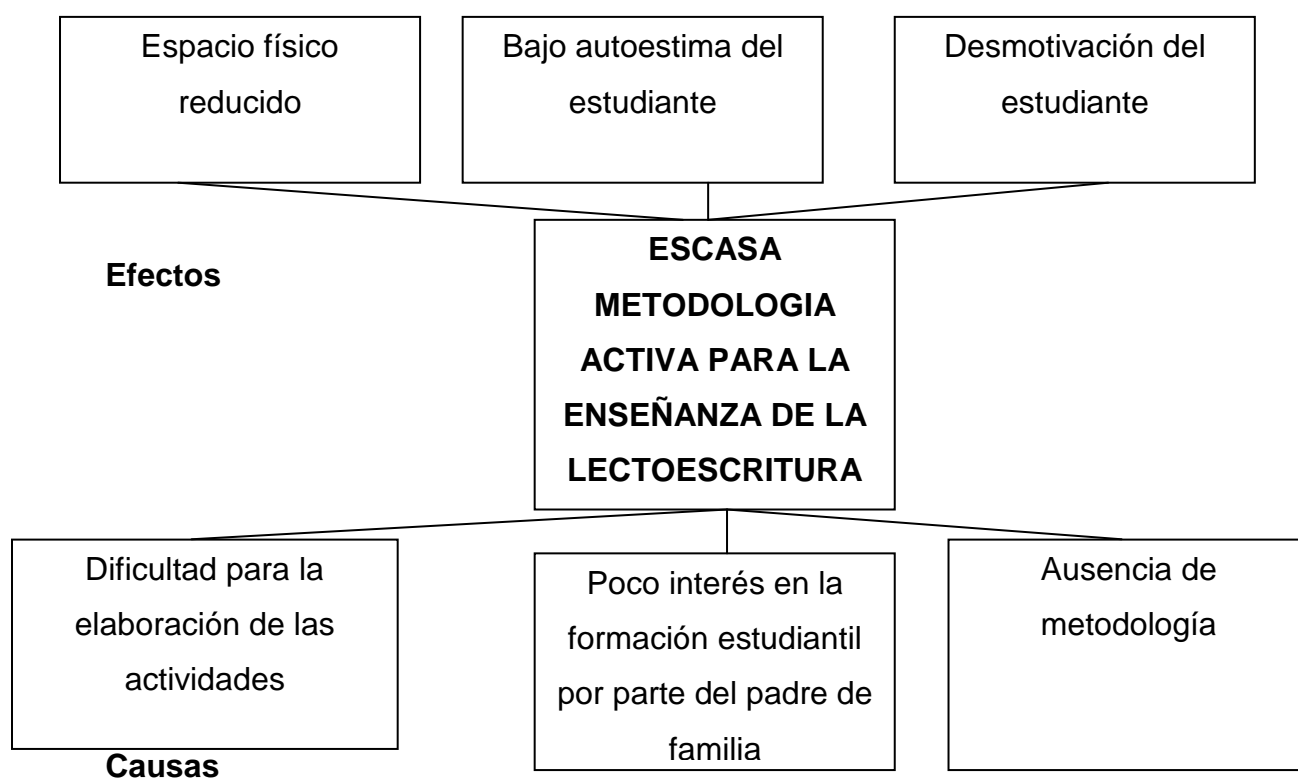 Espacio físico
reducido
Bajo autoestima del
estudiante
Desmotivación del
estudiante
Efectos
ESCASA
METODOLOGIA
ACTIVA PARA LA
ENSEÑANZA DE LA
LECTOESCRITURA
Dificultad para la
elaboración de las
actividades
Poco interés en la
formación estudiantil
por parte del padre de
familia
Ausencia de
metodología
Causas